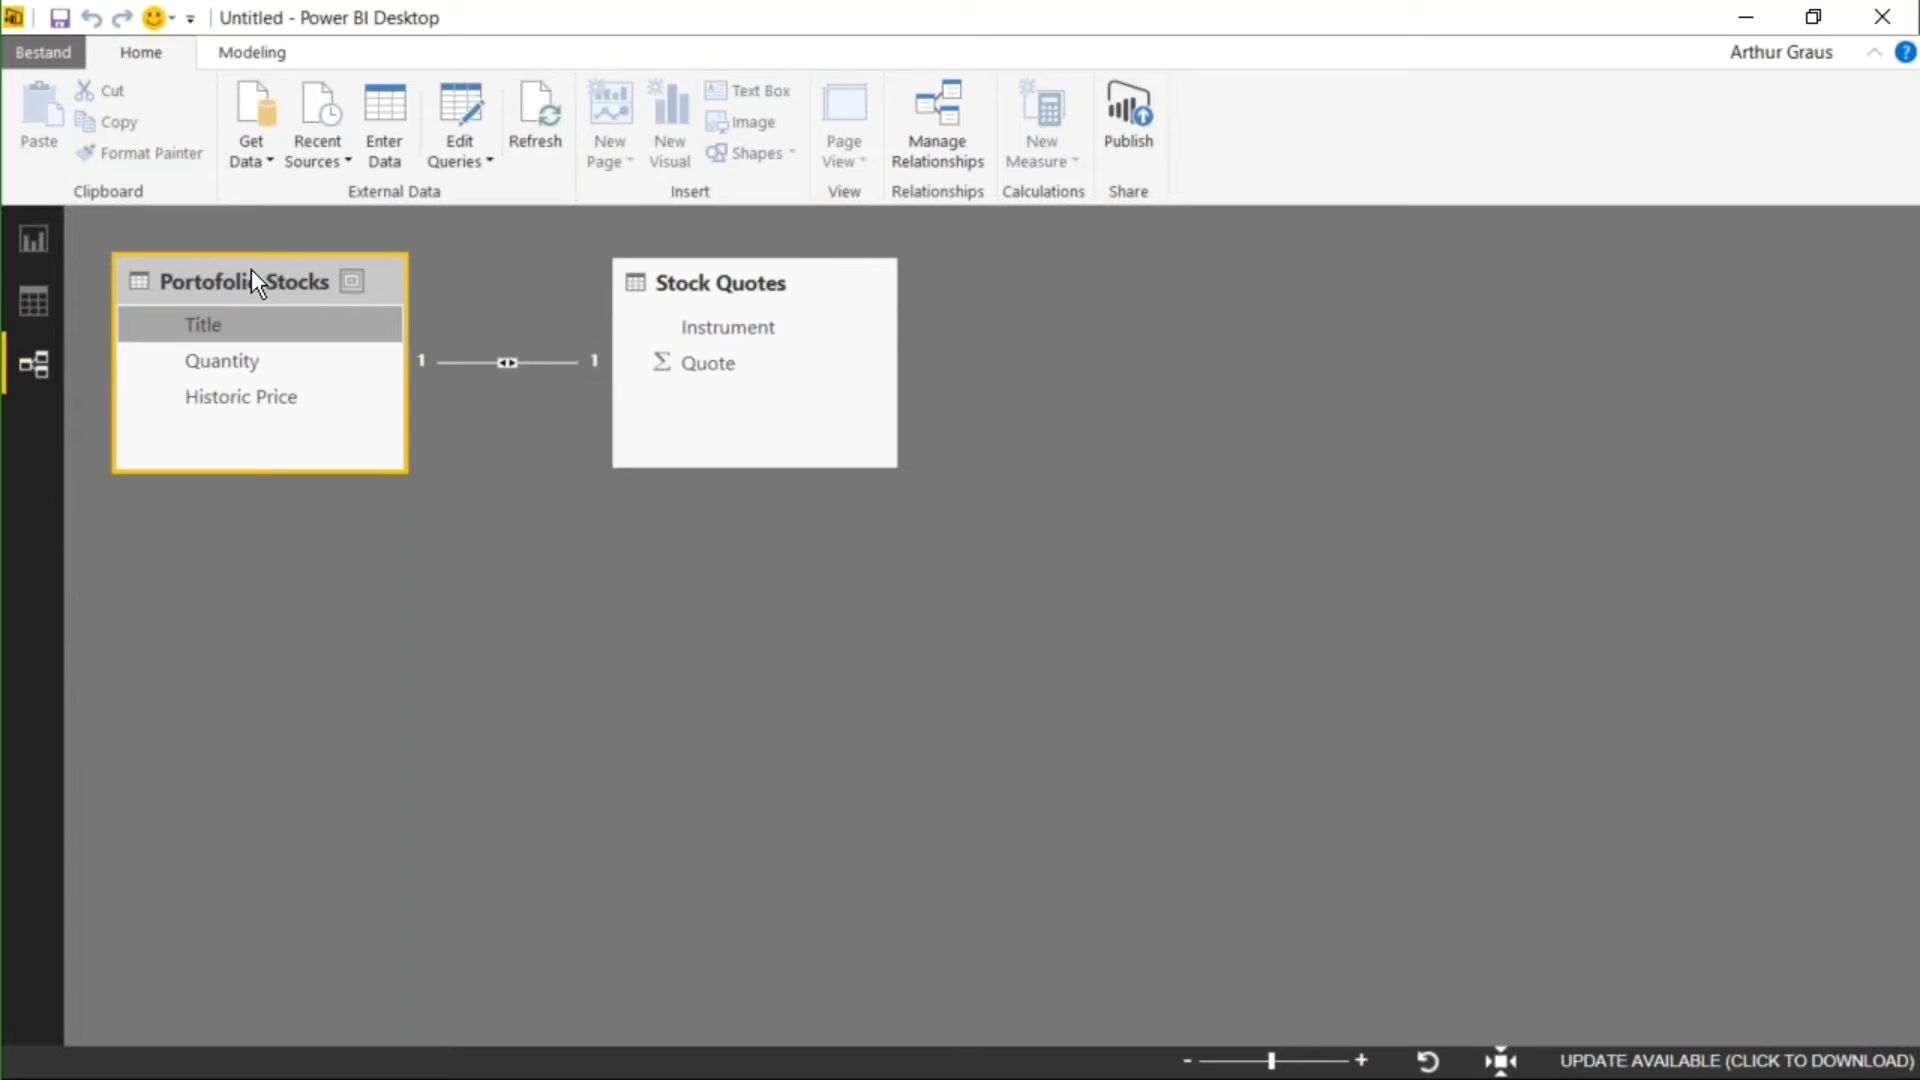 Untitled - Power BI Desktop
Bestand
Home
Modeling
Arthur Graus
?
Paste
Cut
Copy
Format Painter
Clipboard
Get Data
Recent Sources
Enter Data
Edit Queries
Refresh
External Data
New Page
New Visual
Text Box
Image
Shapes
Insert
Page View
View
Manage Relationships
Relationships
New Measure
Calculations
Publish
Share
Portofolio Stocks
Title
Quantity
Historic Price
1
1
Stock Quotes
Instrument
Σ Quote
- +
UPDATE AVAILABLE (CLICK TO DOWNLOAD)